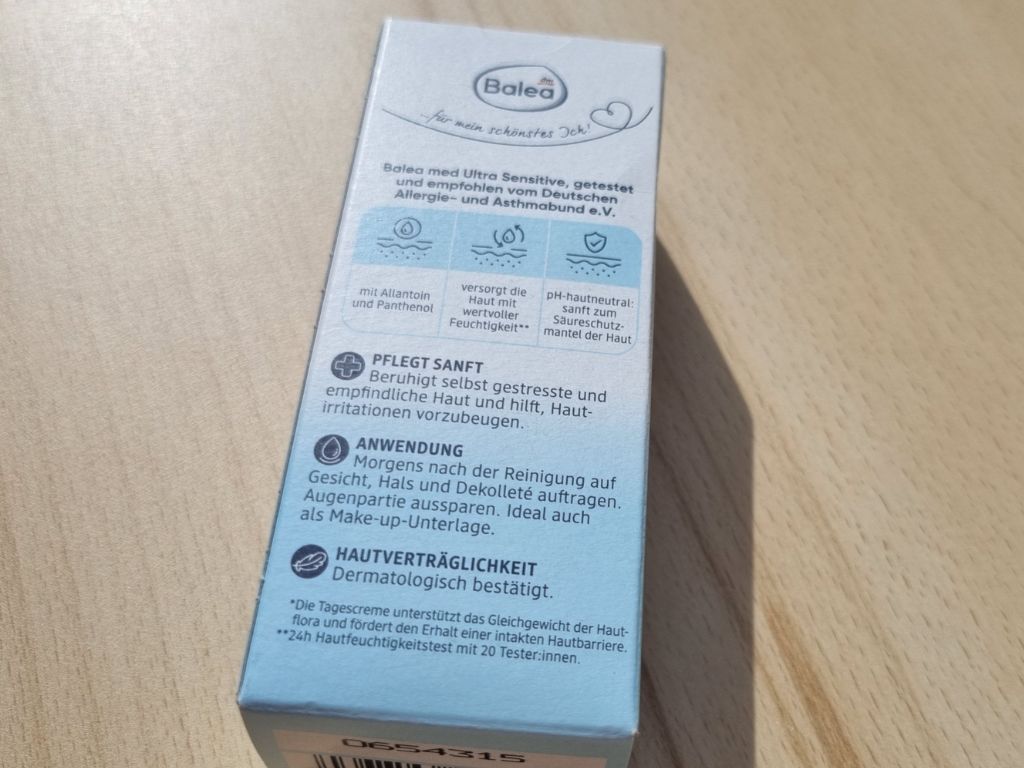 Balea
...für mein schönstes Ich!
Balea med Ultra Sensitive, getestet
und empfohlen vom Deutschen
Allergie- und Asthmabund e.V.
mit Allantoin
und Panthenol
versorgt die
Haut mit
wertvoller
Feuchtigkeit**
pH-hautneutral:
sanft zum
Säureschutz-
mantel der Haut
PFLEGT SANFT
Beruhigt selbst gestresste und
empfindliche Haut und hilft, Haut-
irritationen vorzubeugen.
ANWENDUNG
Morgens nach der Reinigung auf
Gesicht, Hals und Dekolleté auftragen.
Augenpartie aussparen. Ideal auch
als Make-up-Unterlage.
HAUTVERTRÄGLICHKEIT
Dermatologisch bestätigt.
*Die Tagescreme unterstützt das Gleichgewicht der Haut-
flora und fördert den Erhalt einer intakten Hautbarriere.
**24h Hautfeuchtigkeitstest mit 20 Tester:innen.
0654315